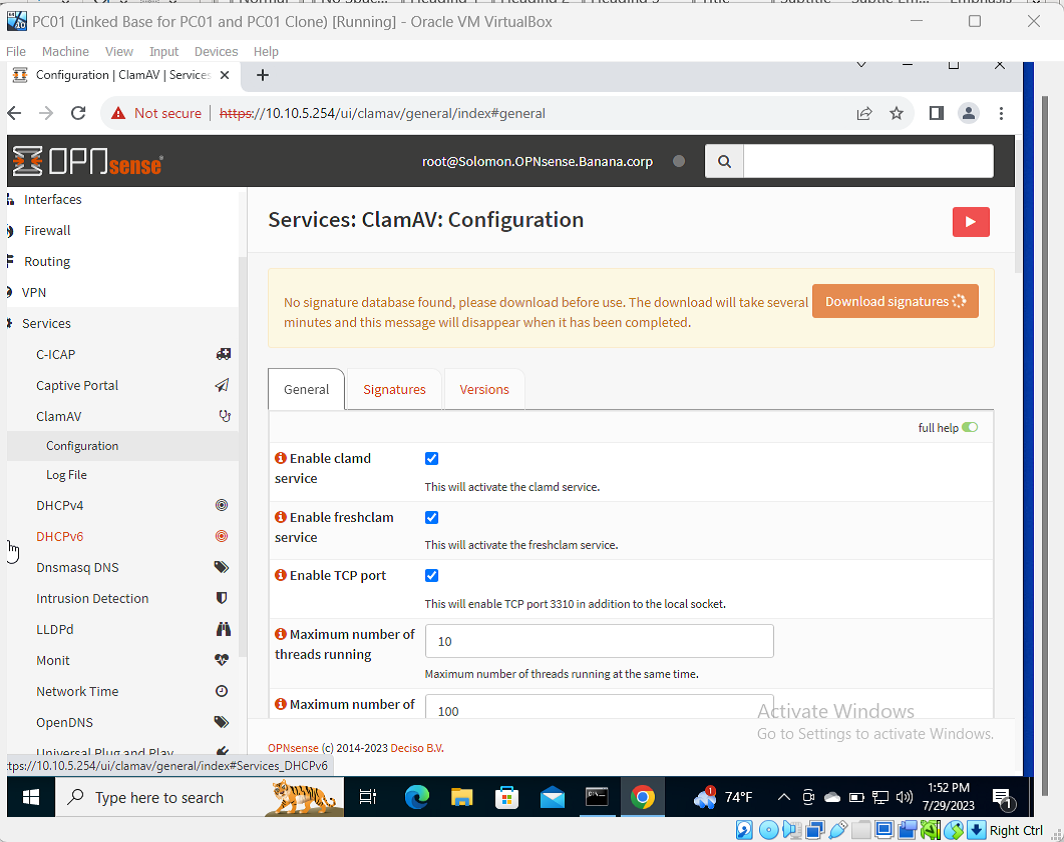 PC01 (Linked Base for PC01 and PC01 Clone) [Running] - Oracle VM VirtualBox
File Machine View Input Devices Help
Configuration | ClamAV | Services
Not secure | https://10.10.5.254/ui/clamav/general/index#general
OPNsense
root@Solomon.OPNsense.Banana.corp
Interfaces
Firewall
Routing
VPN
Services
C-ICAP
Captive Portal
ClamAV
Configuration
Log File
DHCPv4
DHCPv6
Dnsmasq DNS
Intrusion Detection
LLDPd
Monit
Network Time
OpenDNS
Universal Plug and Play
Services: ClamAV: Configuration
No signature database found, please download before use. The download will take several
minutes and this message will disappear when it has been completed.
Download signatures
General Signatures Versions
full help
Enable clamd
service
This will activate the clamd service.
Enable freshclam
service
This will activate the freshclam service.
Enable TCP port
This will enable TCP port 3310 in addition to the local socket.
Maximum number of
threads running
10
Maximum number of threads running at the same time.
Maximum number of
100
Activate Windows
Go to Settings to activate Windows.
OPNsense (c) 2014-2023 Deciso B.V.
tps://10.10.5.254/ui/clamav/general/index#Services_DHCPv6
Type here to search
1
74°F
1:52 PM
7/29/2023
1
Right Ctrl